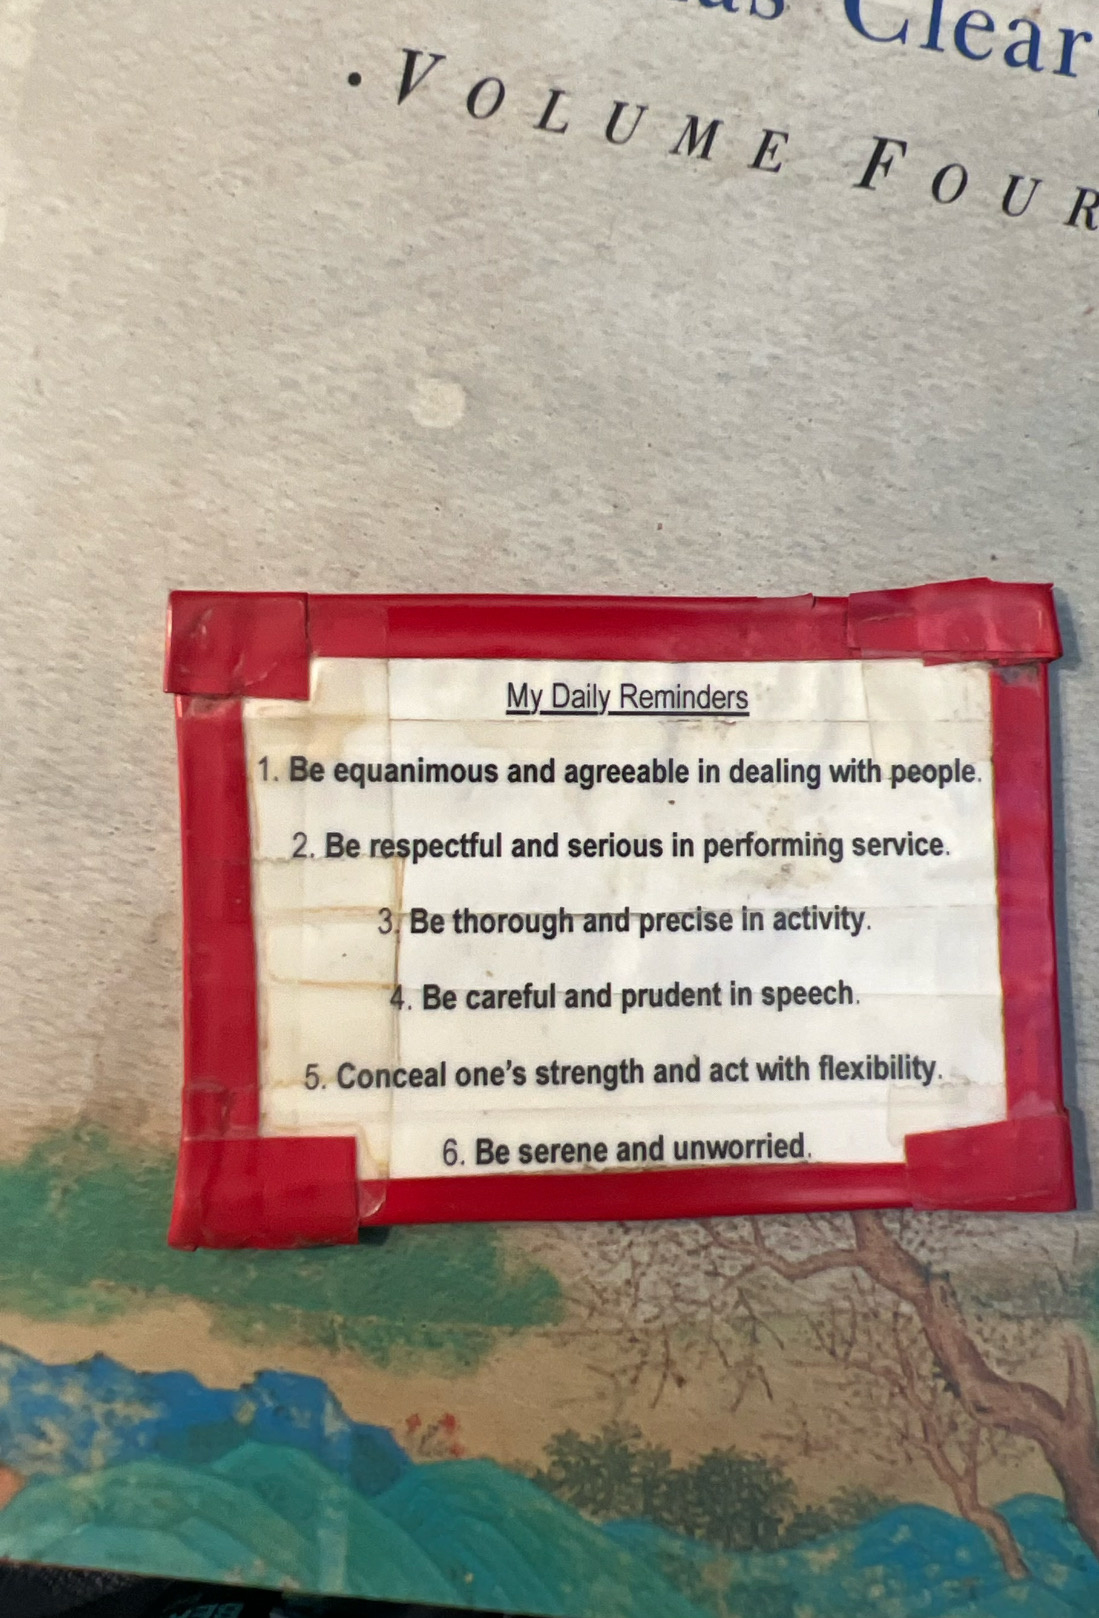 Clear
• VOLUME FOUR
My Daily Reminders
1. Be equanimous and agreeable in dealing with people.
2. Be respectful and serious in performing service.
3. Be thorough and precise in activity.
4. Be careful and prudent in speech.
5. Conceal one's strength and act with flexibility.
6. Be serene and unworried.